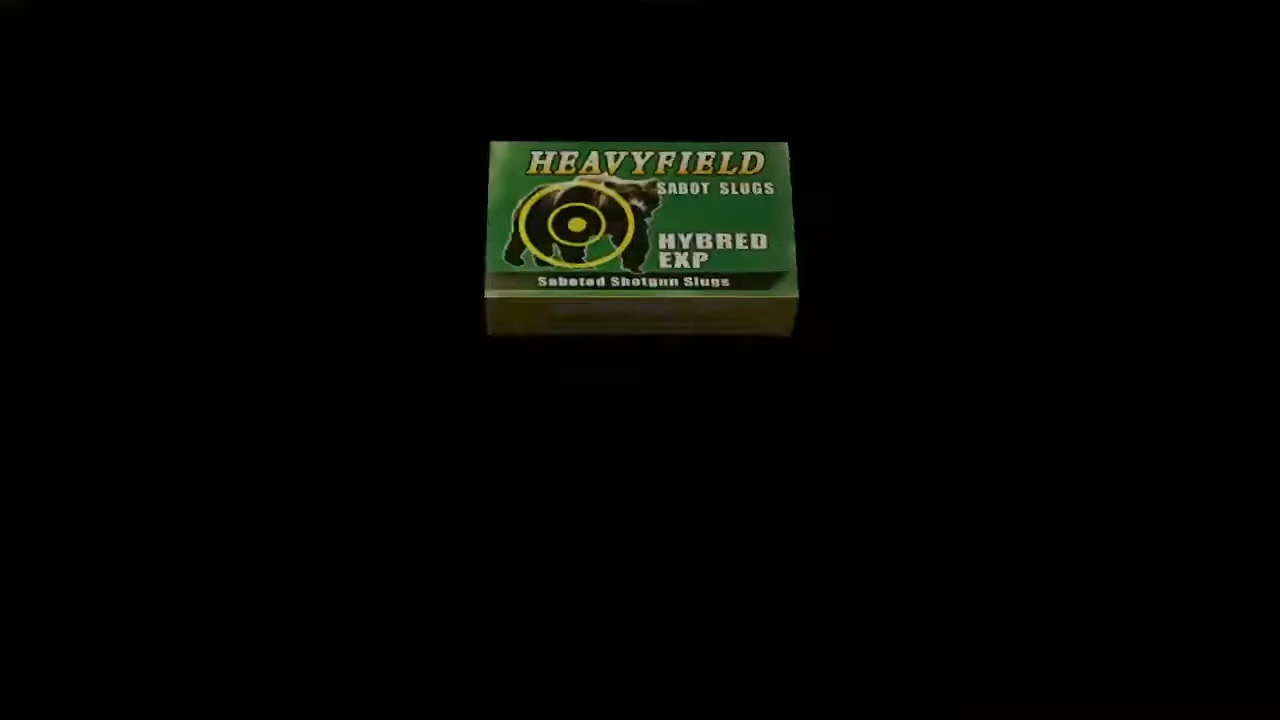 HEAVYFIELD
SABOT SLUGS
HYBRED
EXP
Saboted Shotgun Slugs